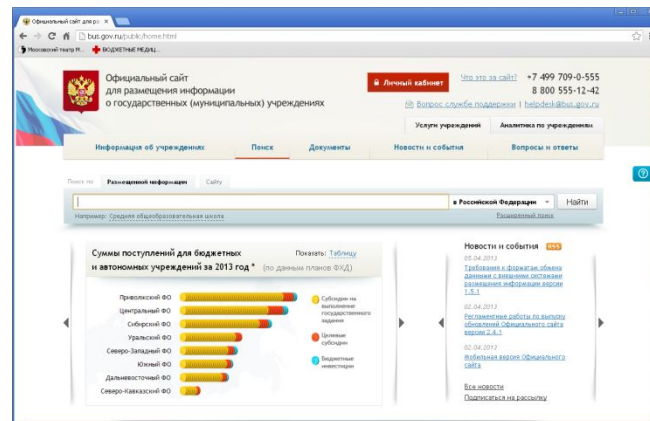 Официальный сайт для ра
bus.gov.ru/public/home.html
Московский театр М...
БЮДЖЕТНЫЕ МЕДИЦ...
Официальный сайт
для размещения информации
о государственных (муниципальных) учреждениях
Личный кабинет
Что это за сайт?
+7 499 709-0-555
8 800 555-12-42
Вопрос службе поддержки | helpdesk@bus.gov.ru
Услуги учреждений
Аналитика по учреждениям
Информация об учреждениях
Поиск
Документы
Новости и события
Вопросы и ответы
Поиск по
Размещенной информации
Сайту
в Российской Федерации
Найти
Например: Средняя общеобразовательная школа
Расширенный поиск
Суммы поступлений для бюджетных
и автономных учреждений за 2013 год * (по данным планов ФХД)
Показать: Таблицу
Приволжский ФО
Центральный ФО
Сибирский ФО
Уральский ФО
Северо-Западный ФО
Южный ФО
Дальневосточный ФО
Северо-Кавказский ФО
Субсидии на
выполнение
государственного
задания
Целевые
субсидии
Бюджетные
инвестиции
Новости и события RSS
05.04.2013
Требования к форматам обмена
данными с внешними системами
размещения информации версии
1.5.1
02.04.2013
Регламентные работы по выпуску
обновлений Официального сайта
версии 2.4.1
02.04.2013
Мобильная версия Официального
сайта
Все новости
Подписаться на рассылку